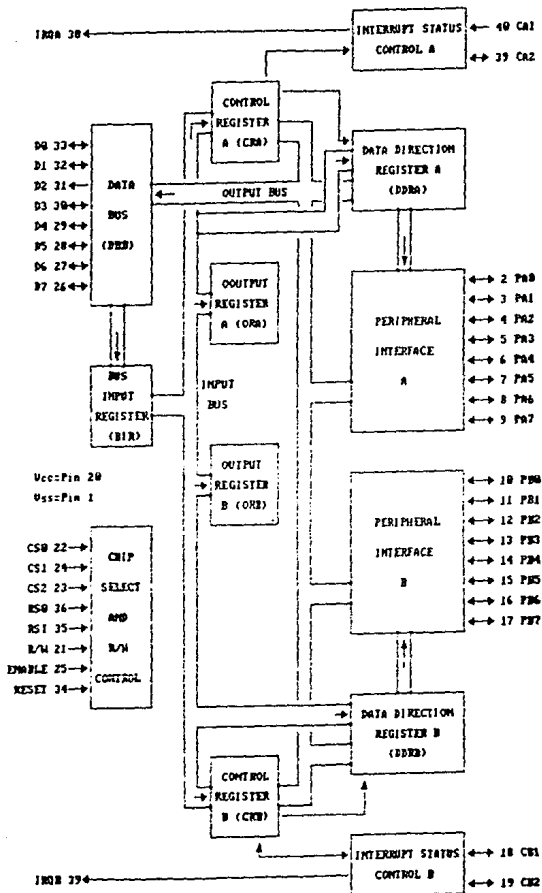 IRQA 38
INTERRUPT STATUS
CONTROL A
40 CA1
39 CA2
CONTROL
REGISTER
A (CRA)
D0 33
D1 32
D2 31
D3 30
D4 29
D5 28
D6 27
D7 26
DATA
BUS
(DBB)
OUTPUT BUS
DATA DIRECTION
REGISTER A
(DDRA)
OOUTPUT
REGISTER
A (ORA)
PERIPHERAL
INTERFACE
A
2 PA0
3 PA1
4 PA2
5 PA3
6 PA4
7 PA5
8 PA6
9 PA7
BUS
INPUT
REGISTER
(BIR)
INPUT
BUS
Vcc=Pin 20
Vss=Pin 1
OUTPUT
REGISTER
B (ORB)
PERIPHERAL
INTERFACE
B
10 PB0
11 PB1
12 PB2
13 PB3
14 PB4
15 PB5
16 PB6
17 PB7
CS0 22
CS1 24
CS2 23
RS0 36
RS1 35
R/W 21
ENABLE 25
RESET 34
CHIP
SELECT
AND
R/W
CONTROL
DATA DIRECTION
REGISTER B
(DDRB)
CONTROL
REGISTER
B (CRB)
IRQB 39
INTERRUPT STATUS
CONTROL B
18 CB1
19 CB2